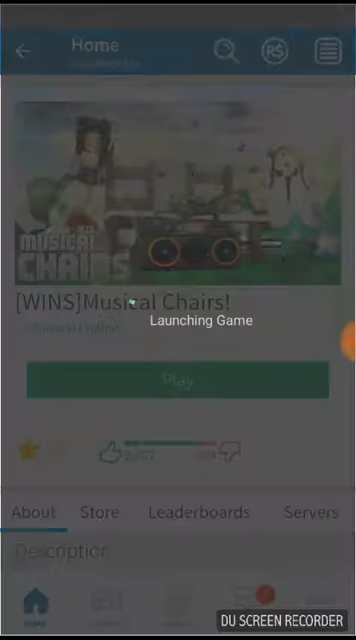 Home
MUSICAL
CHAIRS
[WINS]Musical Chairs!
Launching Game
Play
About Store Leaderboards Servers
Description
Home
DU SCREEN RECORDER